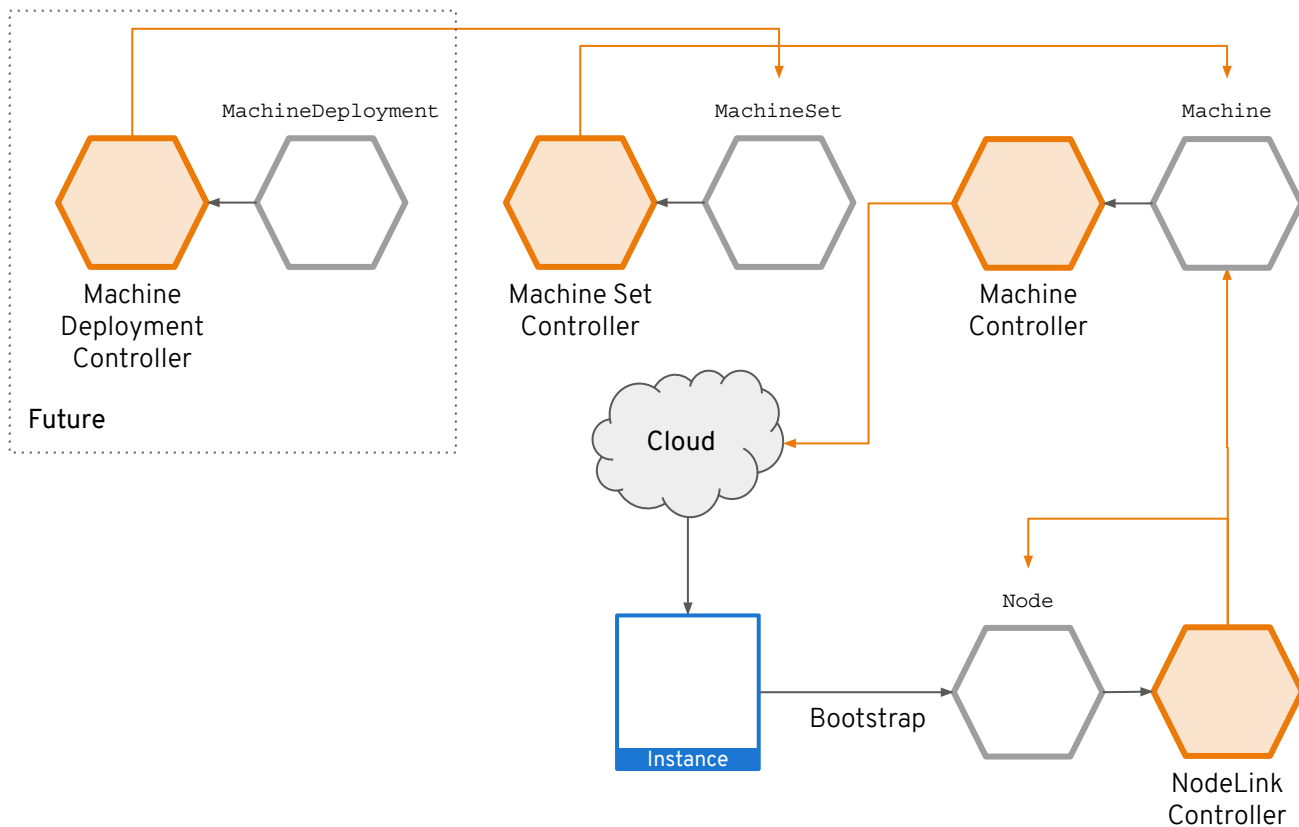 MachineDeployment
MachineSet
Machine
Machine
Deployment
Controller
Machine Set
Controller
Machine
Controller
Future
Cloud
Node
Bootstrap
Instance
NodeLink
Controller